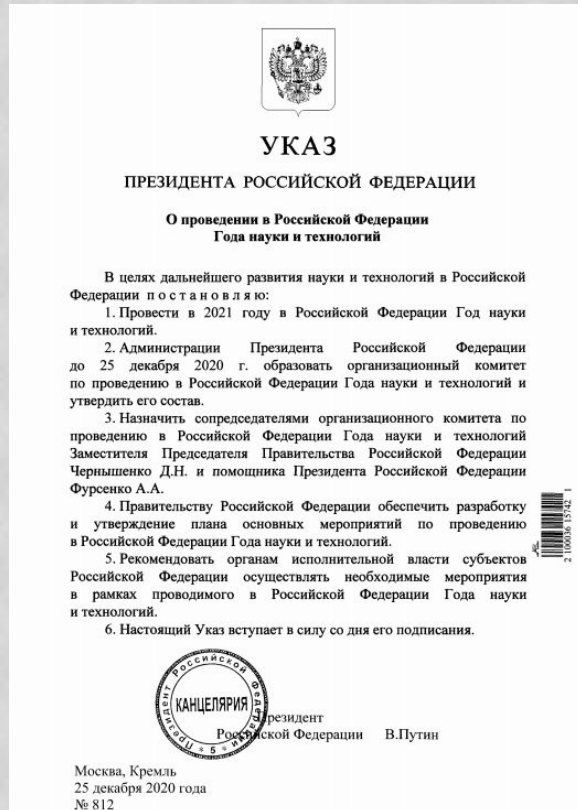 УКАЗ
ПРЕЗИДЕНТА РОССИЙСКОЙ ФЕДЕРАЦИИ
О проведении в Российской Федерации
Года науки и технологий
В целях дальнейшего развития науки и технологий в Российской
Федерации п о с т а н о в л я ю:
1. Провести в 2021 году в Российской Федерации Год науки
и технологий.
2. Администрации Президента Российской Федерации
до 25 декабря 2020 г. образовать организационный комитет
по проведению в Российской Федерации Года науки и технологий и
утвердить его состав.
3. Назначить сопредседателями организационного комитета по
проведению в Российской Федерации Года науки и технологий
Заместителя Председателя Правительства Российской Федерации
Чернышенко Д.Н. и помощника Президента Российской Федерации
Фурсенко А.А.
4. Правительству Российской Федерации обеспечить разработку
и утверждение плана основных мероприятий по проведению
в Российской Федерации Года науки и технологий.
5. Рекомендовать органам исполнительной власти субъектов
Российской Федерации осуществлять необходимые мероприятия
в рамках проводимого в Российской Федерации Года науки
и технологий.
6. Настоящий Указ вступает в силу со дня его подписания.
2 100036 15742 1
Президент Российской Федерации
* 5 *
КАНЦЕЛЯРИЯ
Президент
Российской Федерации В.Путин
Москва, Кремль
25 декабря 2020 года
№ 812